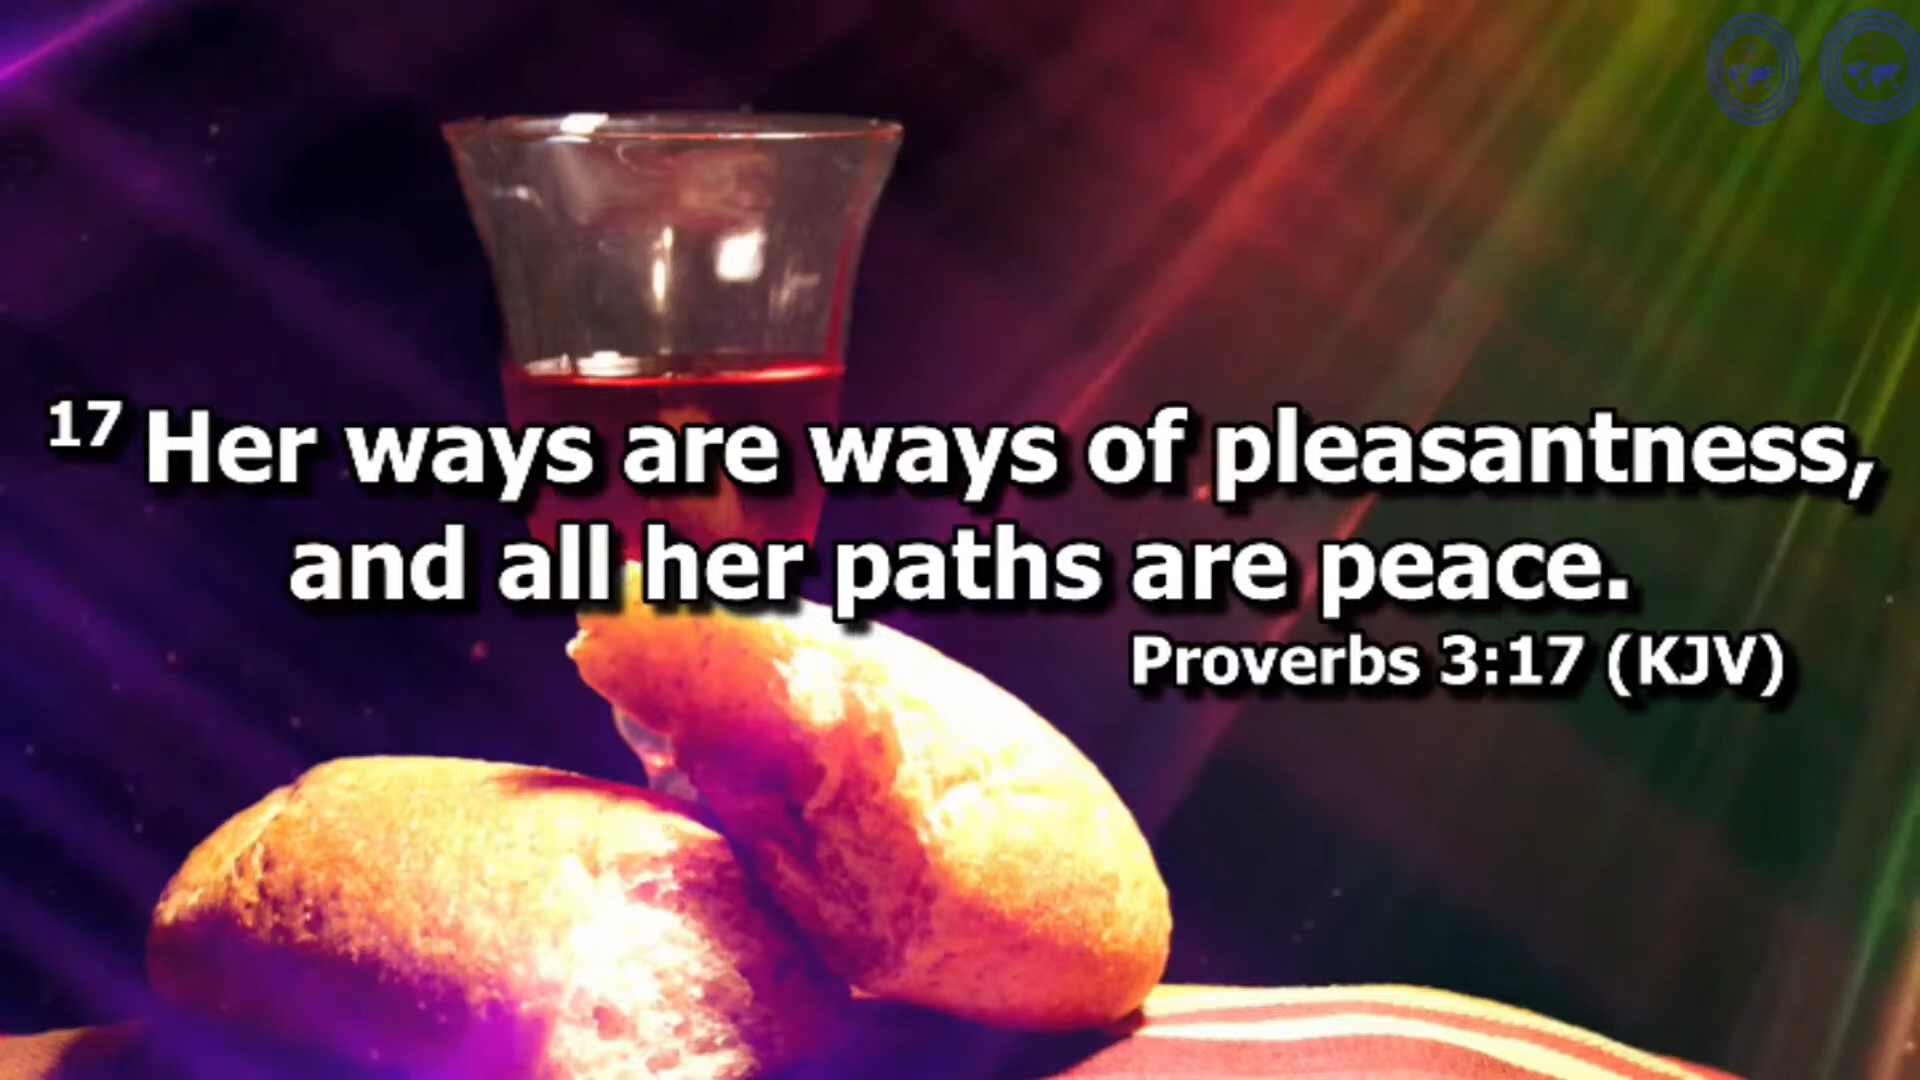 17 Her ways are ways of pleasantness,
and all her paths are peace.
Proverbs 3:17 (KJV)